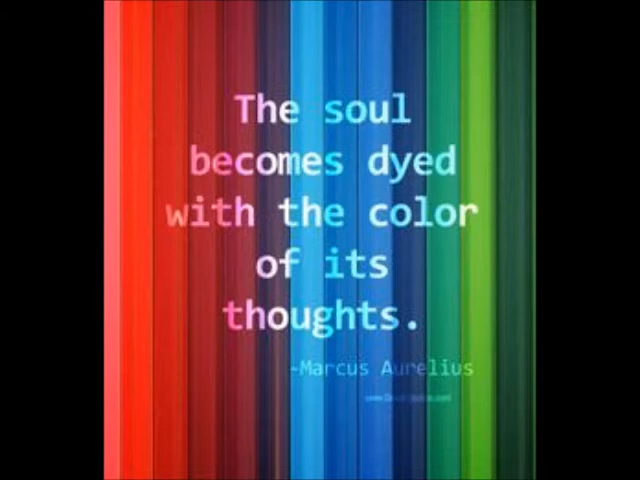 The soul
becomes dyed
with the color
of its
thoughts.
-Marcus Aurelius